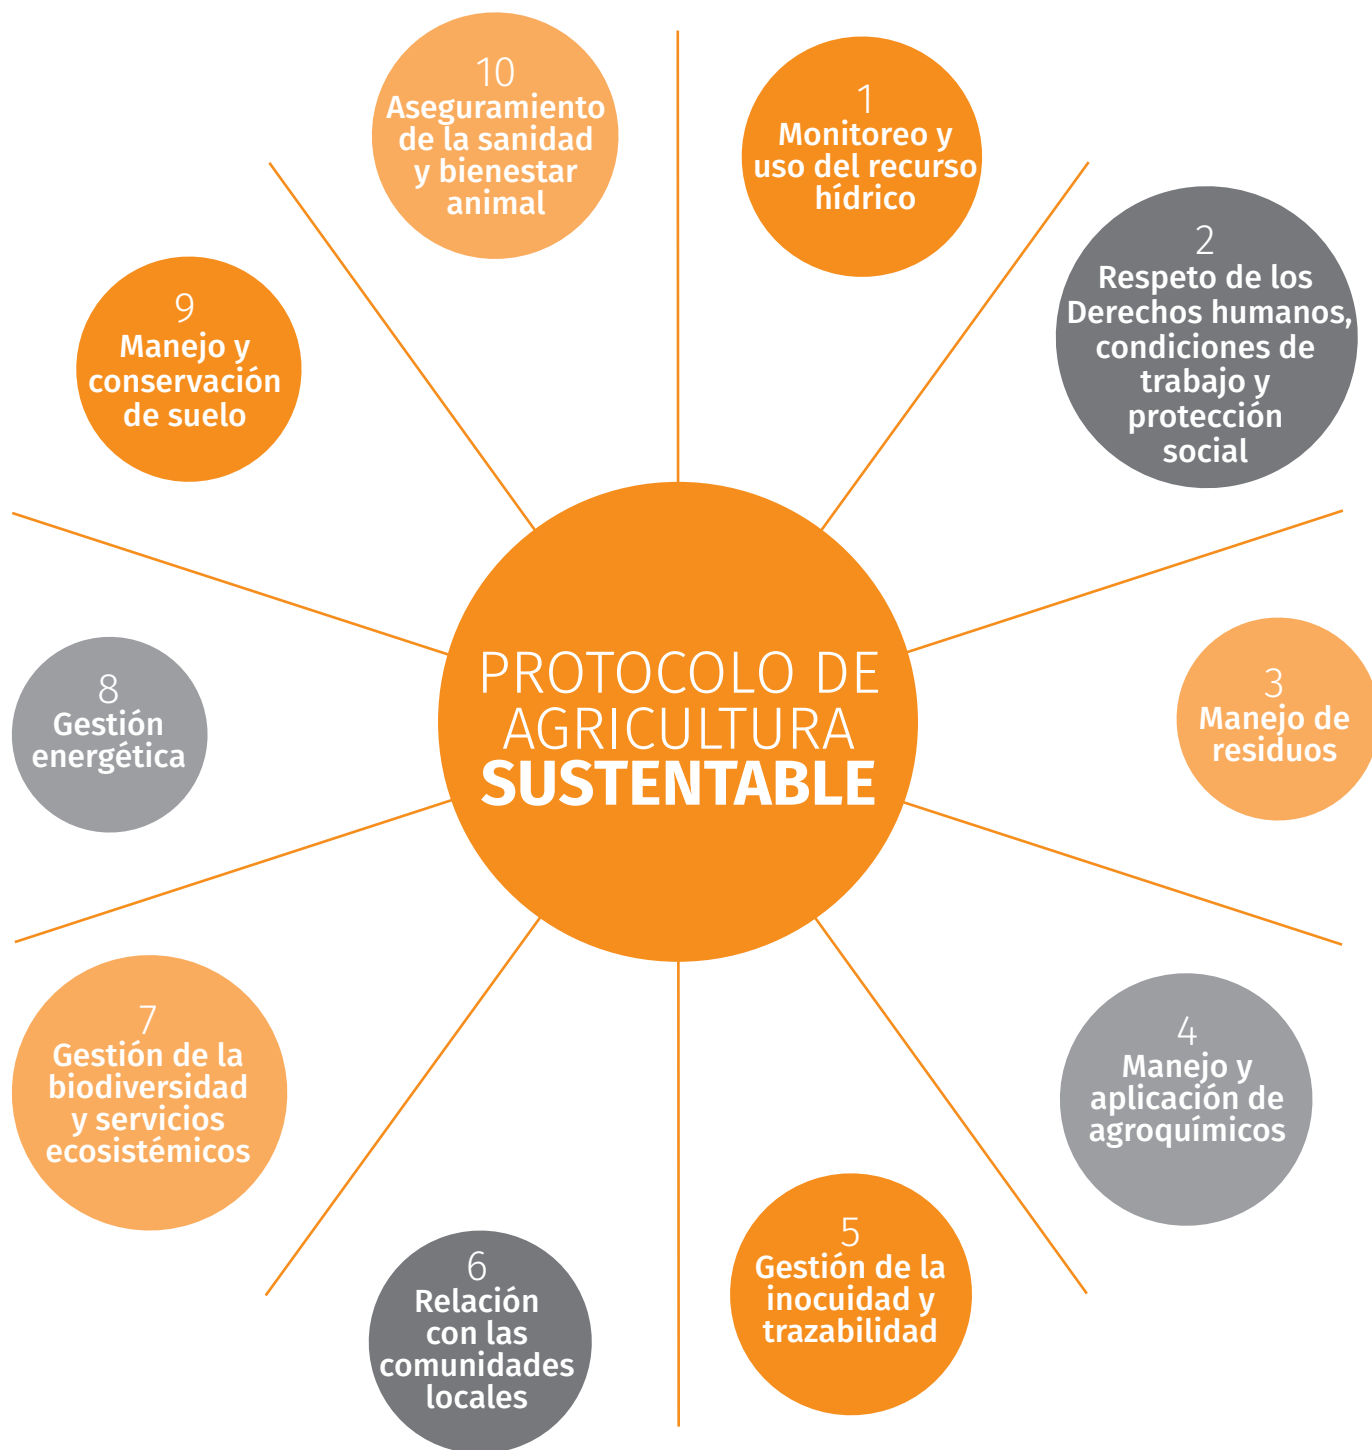 PROTOCOLO DE
AGRICULTURA
SUSTENTABLE
1
Monitoreo y
uso del recurso
hídrico
2
Respeto de los
Derechos humanos,
condiciones de
trabajo y
protección
social
3
Manejo de
residuos
4
Manejo y
aplicación de
agroquímicos
5
Gestión de la
inocuidad y
trazabilidad
6
Relación
con las
comunidades
locales
7
Gestión de la
biodiversidad
y servicios
ecosistémicos
8
Gestión
energética
9
Manejo y
conservación
de suelo
10
Aseguramiento
de la sanidad
y bienestar
animal